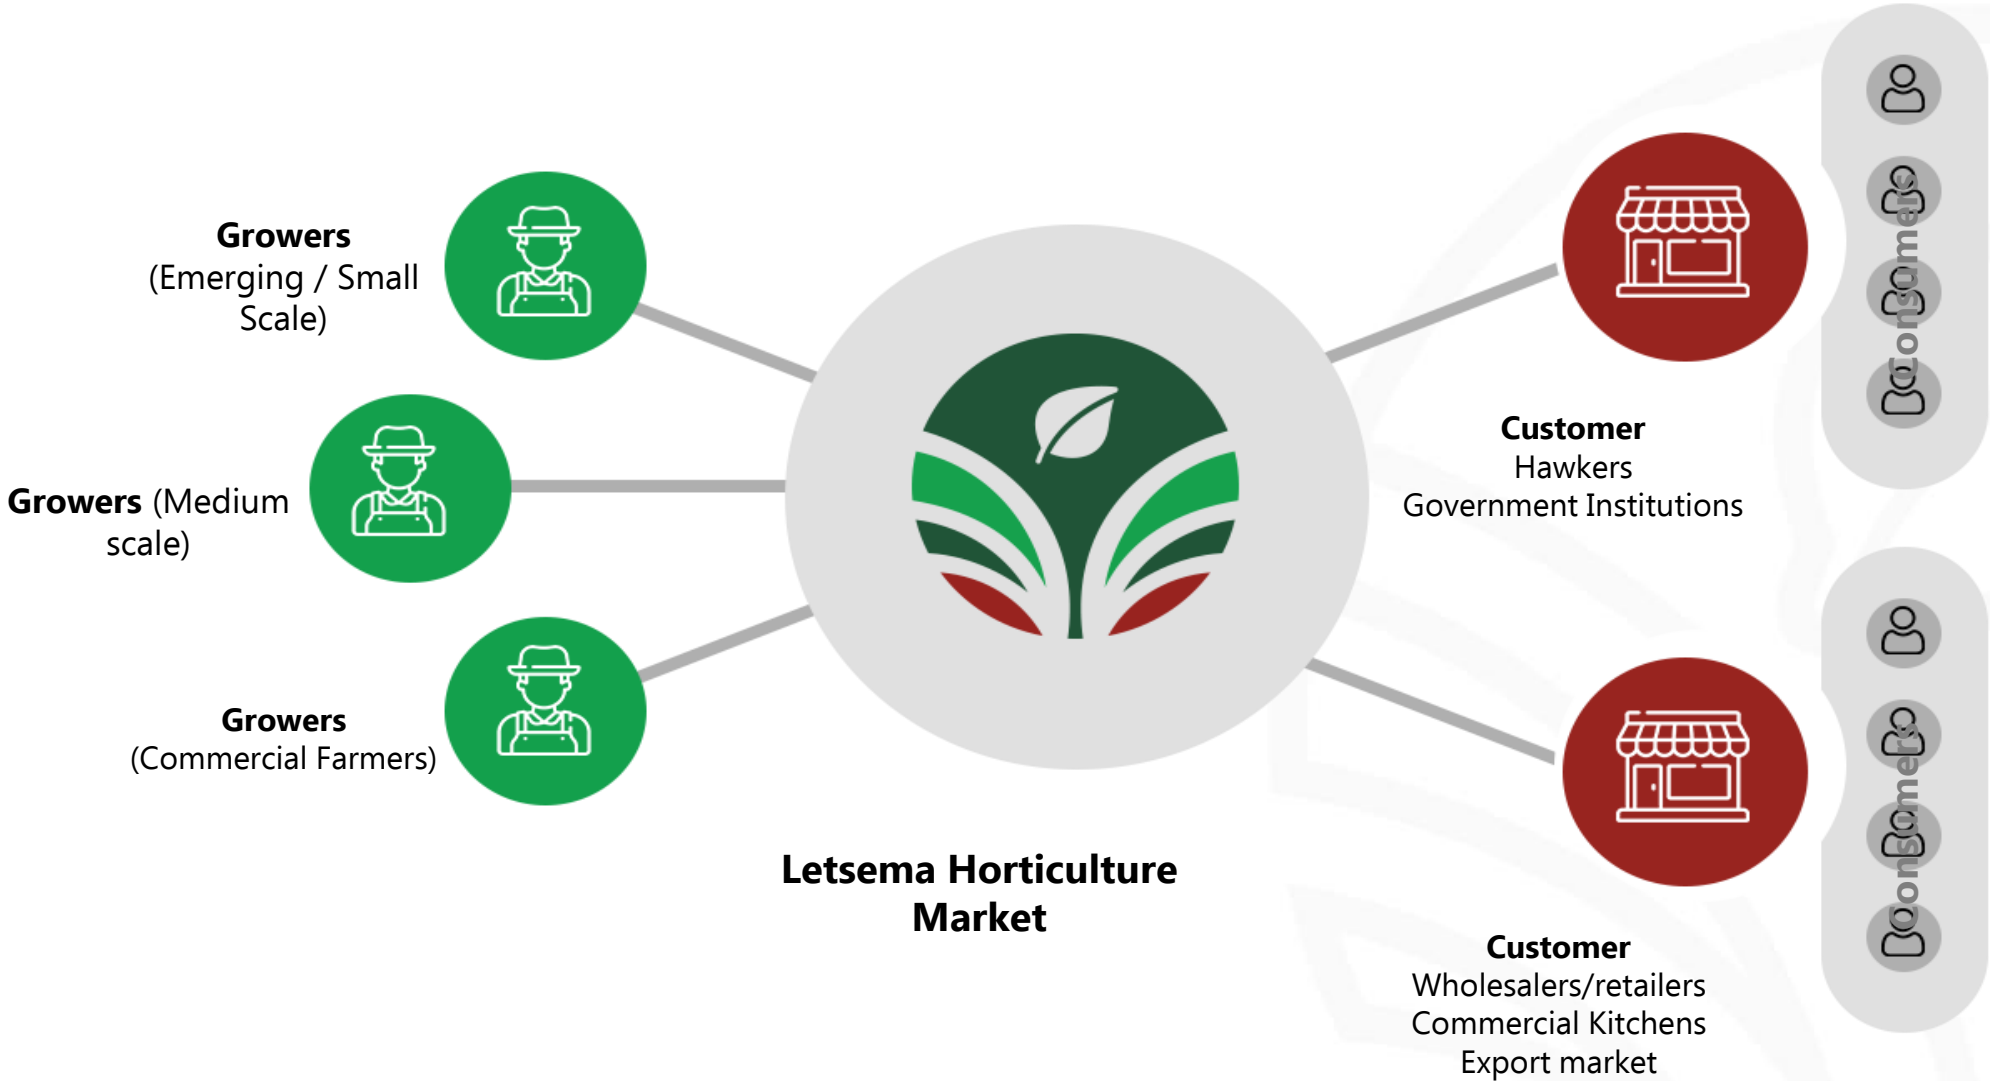 Growers
(Emerging / Small
Scale)
Growers (Medium
scale)
Growers
(Commercial Farmers)
Letsema Horticulture
Market
Customer
Hawkers
Government Institutions
Consumers
Customer
Wholesalers/retailers
Commercial Kitchens
Export market
Consumers